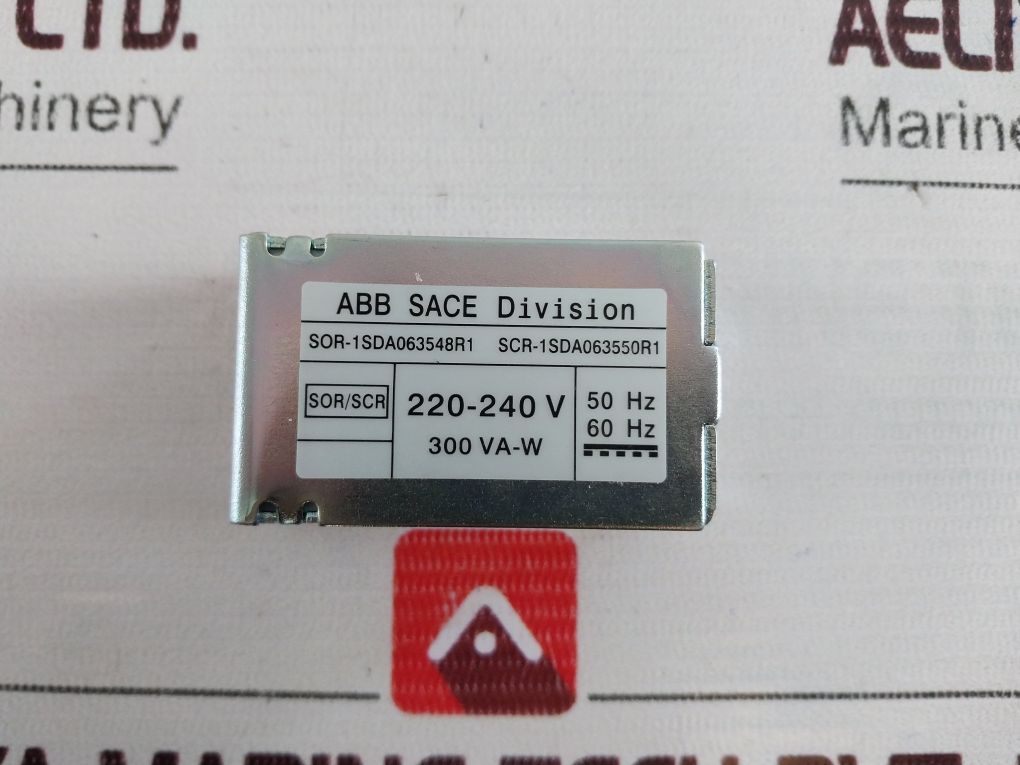 LTD.
AELI
hinery
Marine
ABB SACE Division
SOR-1SDA063548R1 SCR-1SDA063550R1
SOR/SCR
220-240 V
300 VA-W
50 Hz
60 Hz